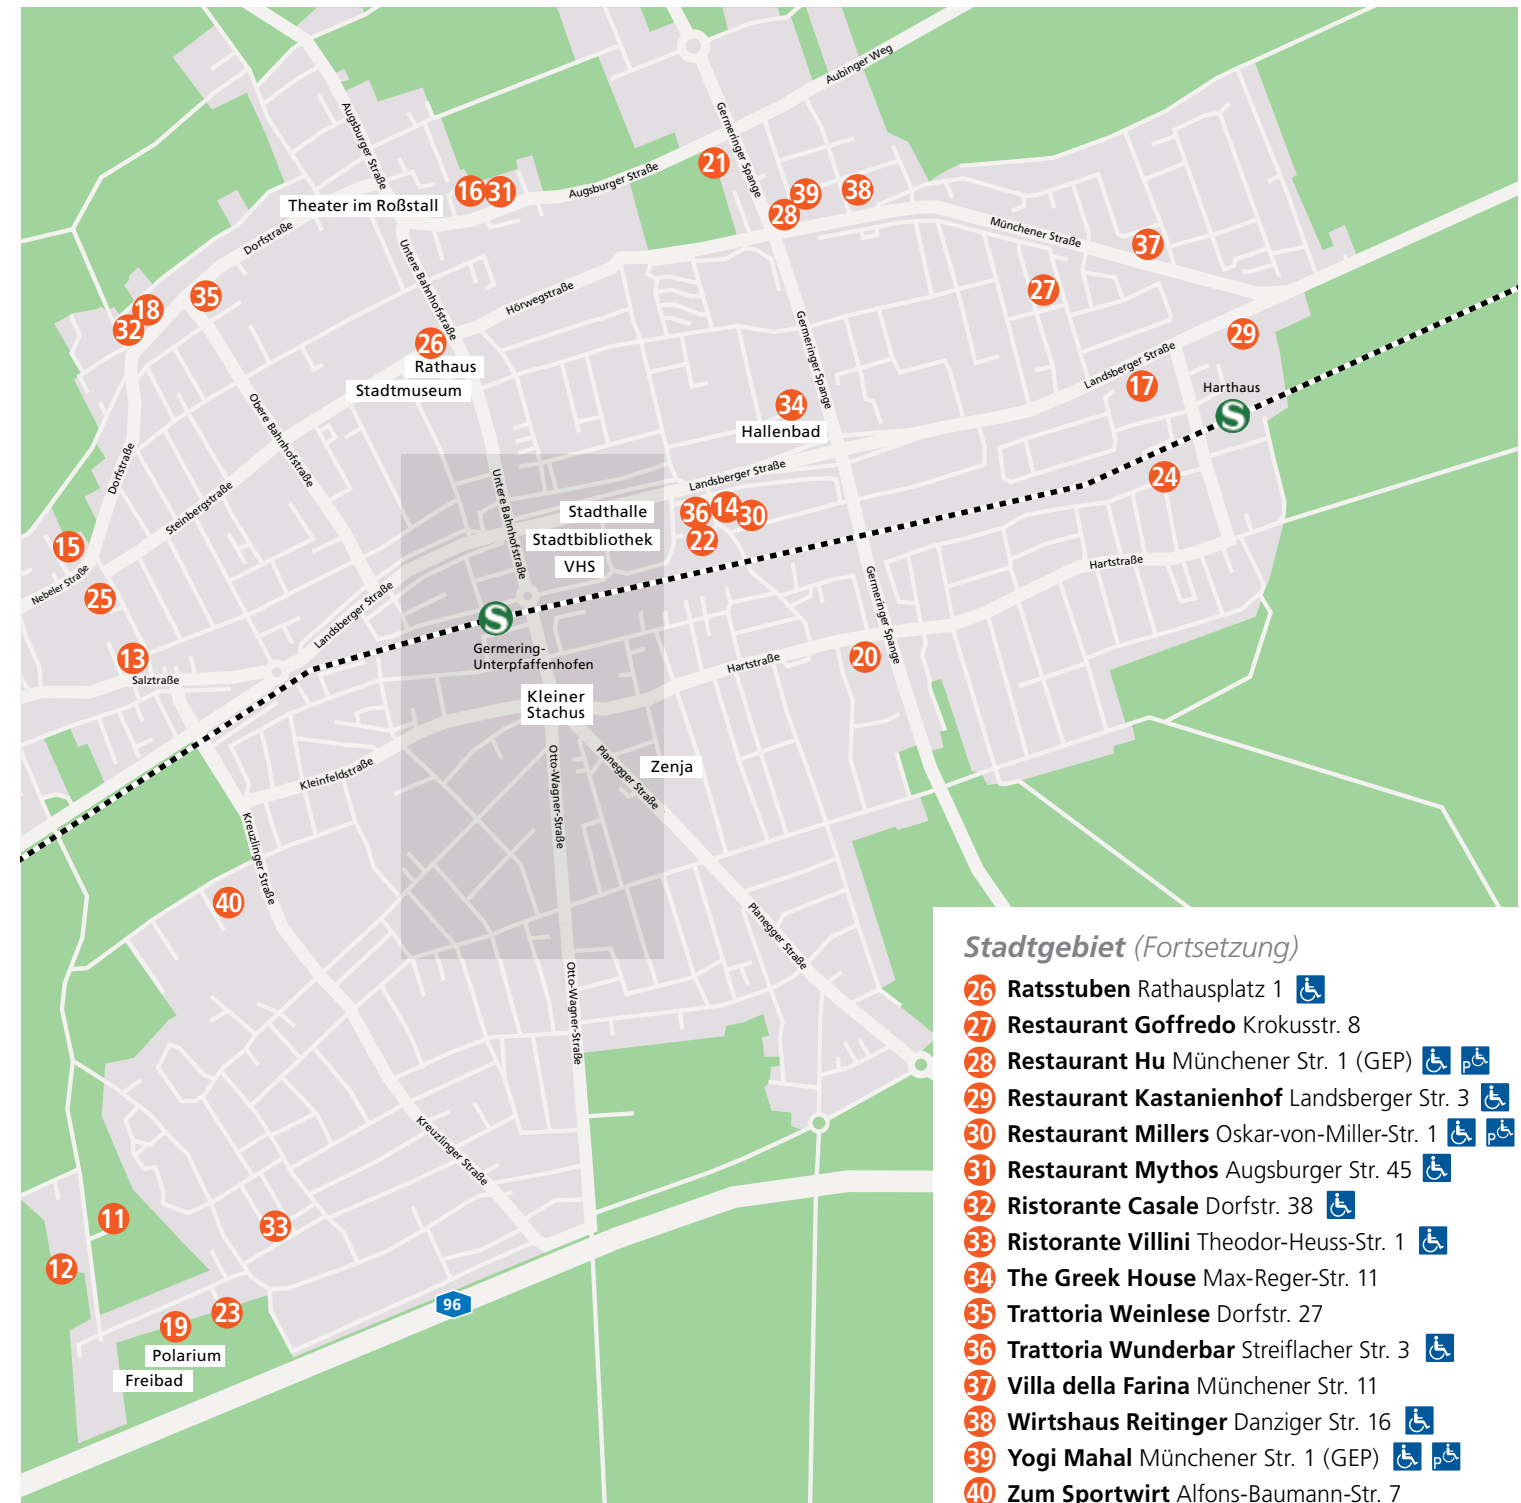 Aubinger Weg
Augsburger Straße
Germeringer Spange
21
16 31
Augsburger Straße
39 38
28
Theater im Roßstall
Dorfstraße
Untere Bahnhofstraße
Münchener Straße
37
35
18
32
Hörwegstraße
27
26
Rathaus
Stadtmuseum
Germeringer Spange
29
Landsberger Straße
17
Harthaus
S
Obere Bahnhofstraße
34
Hallenbad
Dorfstraße
Steinbergstraße
Untere Bahnhofstraße
Landsberger Straße
24
36 14 30
22
Stadthalle
Stadtbibliothek
VHS
15
Nebeler Straße
25
Landsberger Straße
S
Germering-
Unterpfaffenhofen
Hartstraße
Germeringer Spange
13
Salztraße
Hartstraße
20
Kleiner
Stachus
Kleinfeldstraße
Otto-Wagner-Straße
Planegger Straße
Zenja
Kreuzlinger Straße
40
Planegger Straße
Otto-Wagner-Straße
Kreuzlinger Straße
11
33
12
23
19
96
Polarium
Freibad
Stadtgebiet (Fortsetzung)
26 Ratsstuben Rathausplatz 1
27 Restaurant Goffredo Krokusstr. 8
28 Restaurant Hu Münchener Str. 1 (GEP) P
29 Restaurant Kastanienhof Landsberger Str. 3
30 Restaurant Millers Oskar-von-Miller-Str. 1 P
31 Restaurant Mythos Augsburger Str. 45
32 Ristorante Casale Dorfstr. 38
33 Ristorante Villini Theodor-Heuss-Str. 1
34 The Greek House Max-Reger-Str. 11
35 Trattoria Weinlese Dorfstr. 27
36 Trattoria Wunderbar Streiflacher Str. 3
37 Villa della Farina Münchener Str. 11
38 Wirtshaus Reitinger Danziger Str. 16
39 Yogi Mahal Münchener Str. 1 (GEP) P
40 Zum Sportwirt Alfons-Baumann-Str. 7